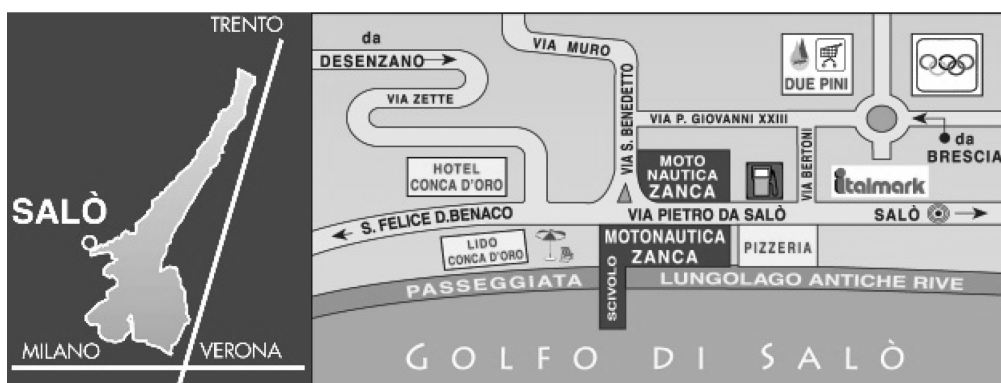 TRENTO
SALÒ
MILANO
VERONA
da
DESENZANO
VIA ZETTE
VIA MURO
VIA S. BENEDETTO
DUE PINI
VIA P. GIOVANNI XXIII
da
BRESCIA
VIA BERTONI
HOTEL
CONCA D'ORO
MOTO
NAUTICA
ZANCA
italmark
S. FELICE D.BENACO
VIA PIETRO DA SALÒ
SALÒ
LIDO
CONCA D'ORO
MOTONAUTICA
ZANCA
PIZZERIA
SCIVOLO
PASSEGGIATA
LUNGOLAGO ANTICHE RIVE
GOLFO DI SALÒ